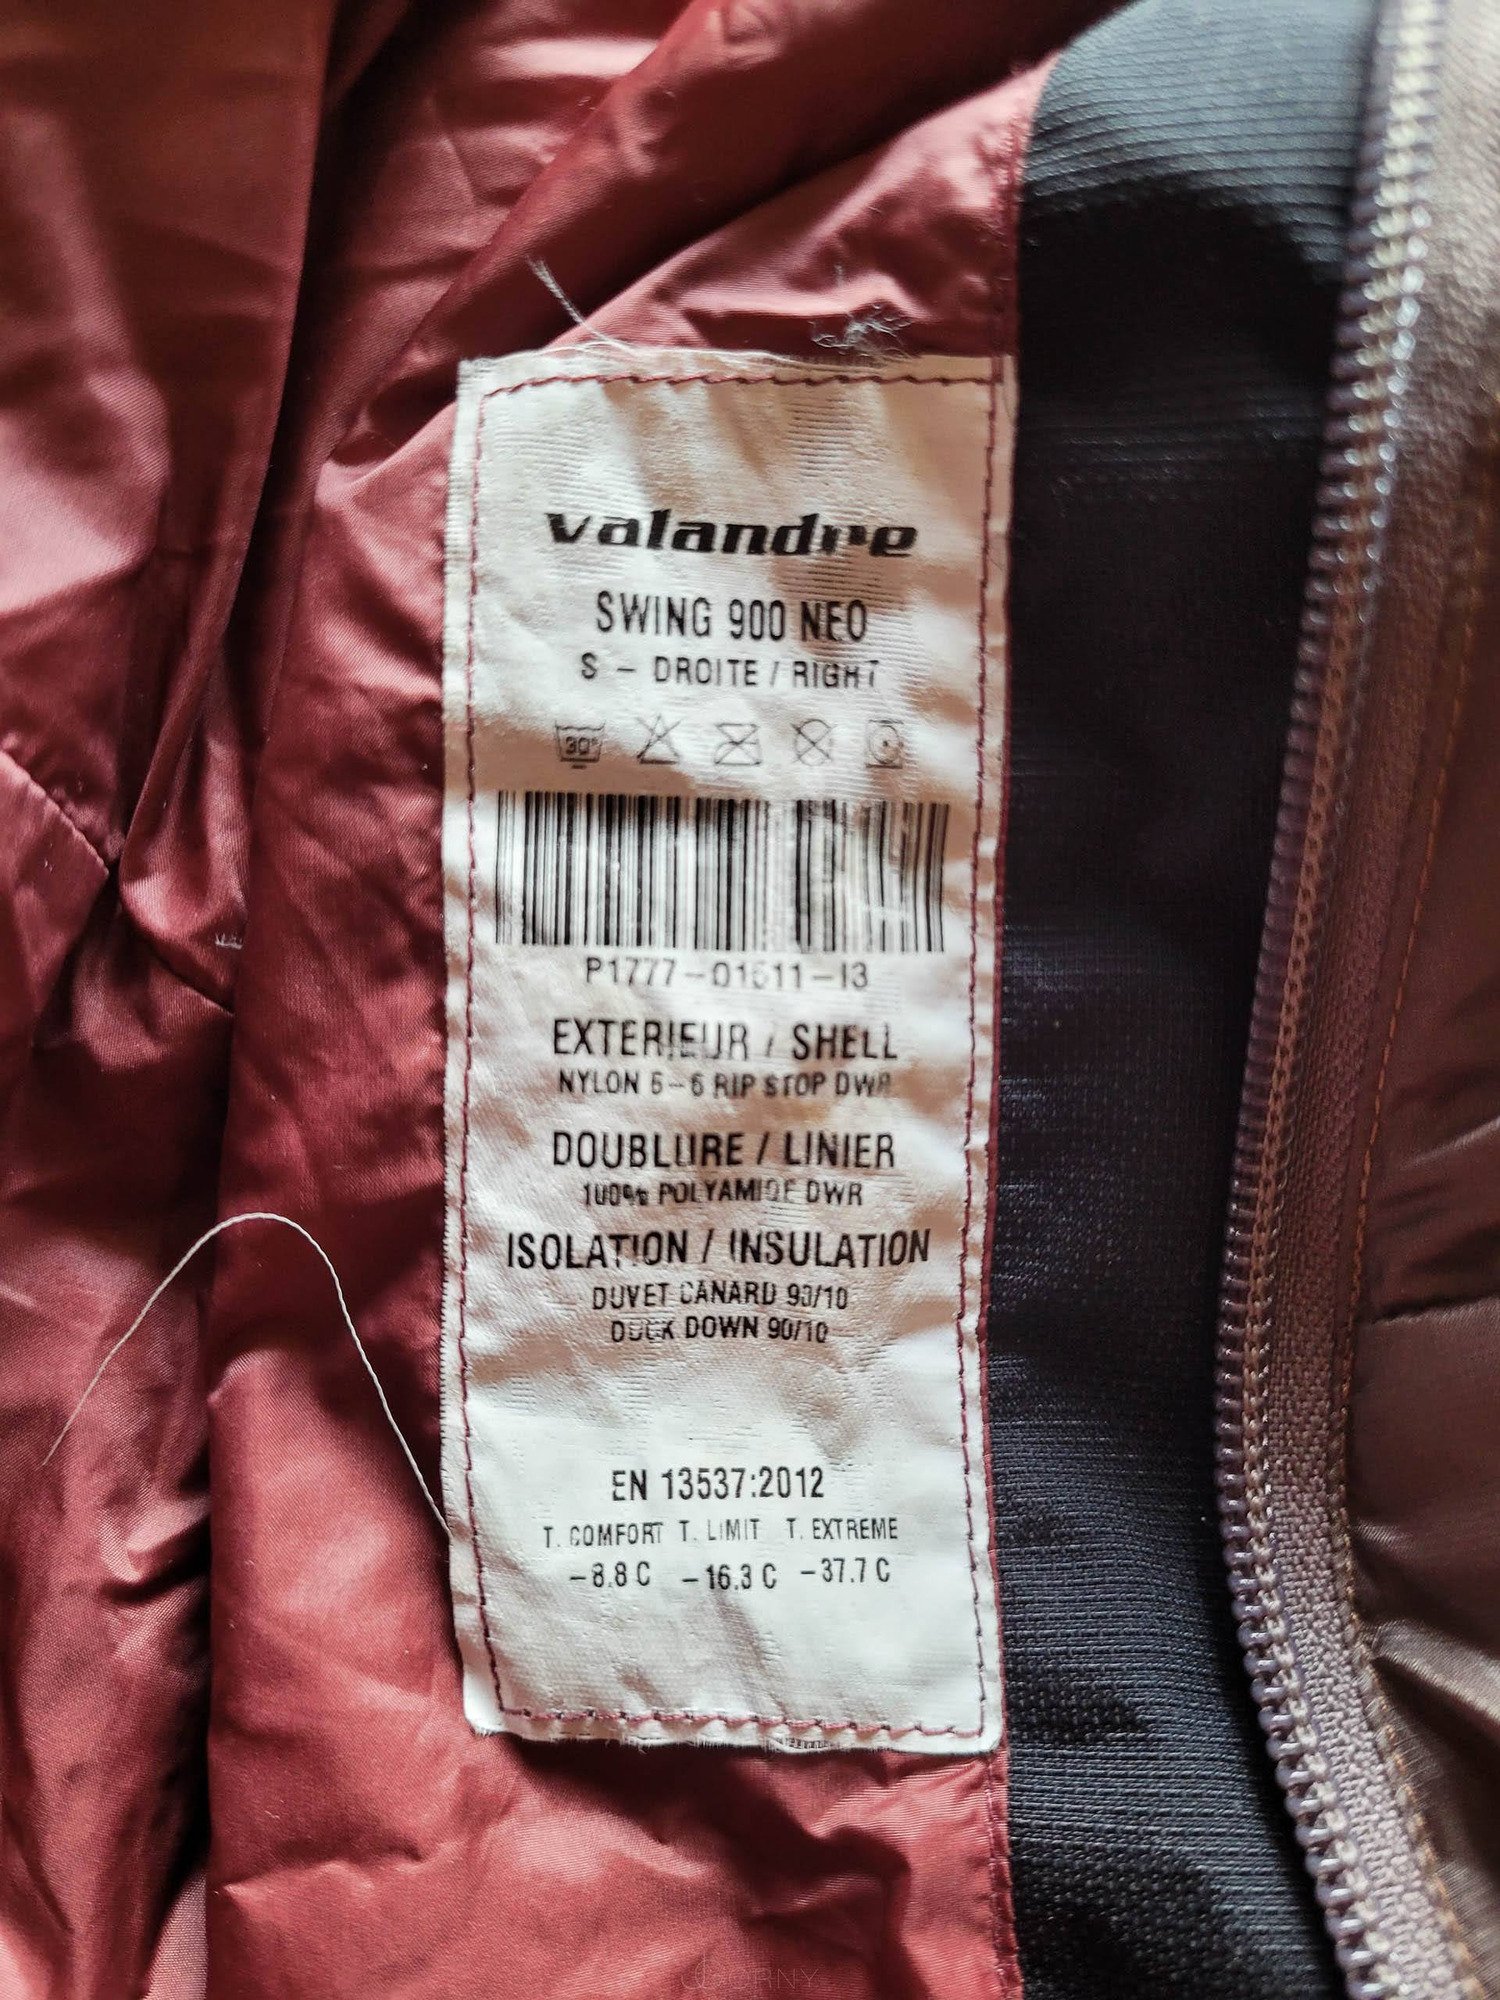 valandre
SWING 900 NEO
S – DROITE / RIGHT
30°
P1777-01611-13
EXTERIEUR / SHELL
NYLON 6-6 RIP STOP DWR
DOUBLURE / LINIER
100% POLYAMIDE DWR
ISOLATION / INSULATION
DUVET CANARD 90/10
DUCK DOWN 90/10
EN 13537:2012
T. COMFORT T. LIMIT T. EXTREME
-8.8 C -16.3 C -37.7 C